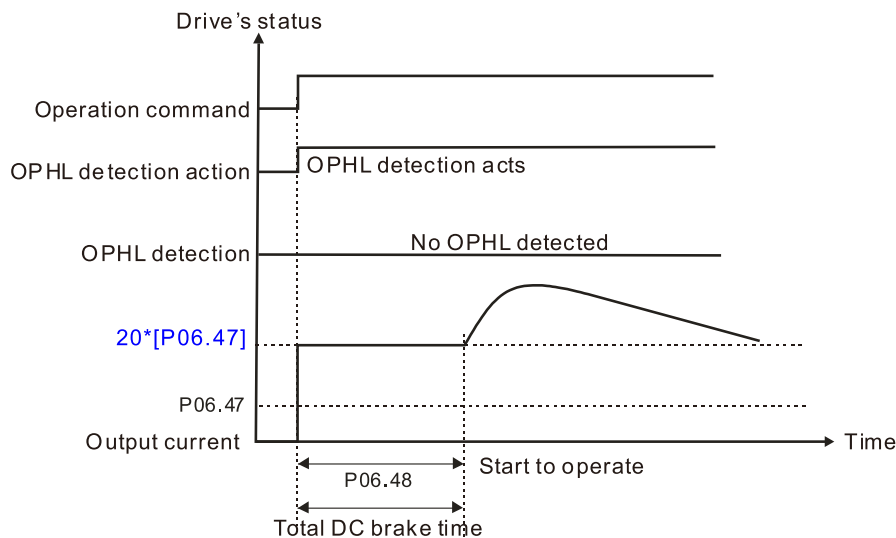 Drive's status
Operation command
OPHL detection action
OPHL detection acts
OPHL detection
No OPHL detected
20*[P06.47]
P06.47
Output current
Time
P06.48
Start to operate
Total DC brake time